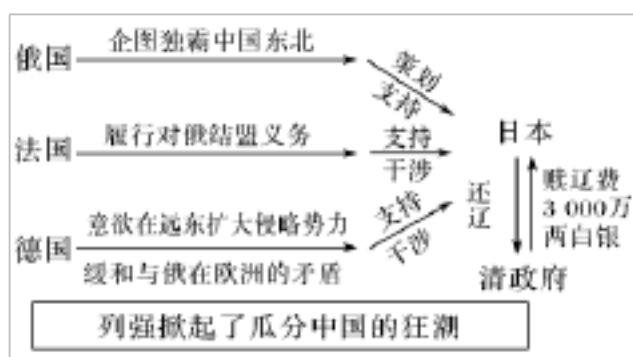 俄国
企图独霸中国东北
策划
支持
法国
履行对俄结盟义务
支持
干涉
德国
意欲在远东扩大侵略势力
缓和与俄在欧洲的矛盾
支持
干涉
日本
还辽
赎辽费
3 000万
两白银
清政府
列强掀起了瓜分中国的狂潮